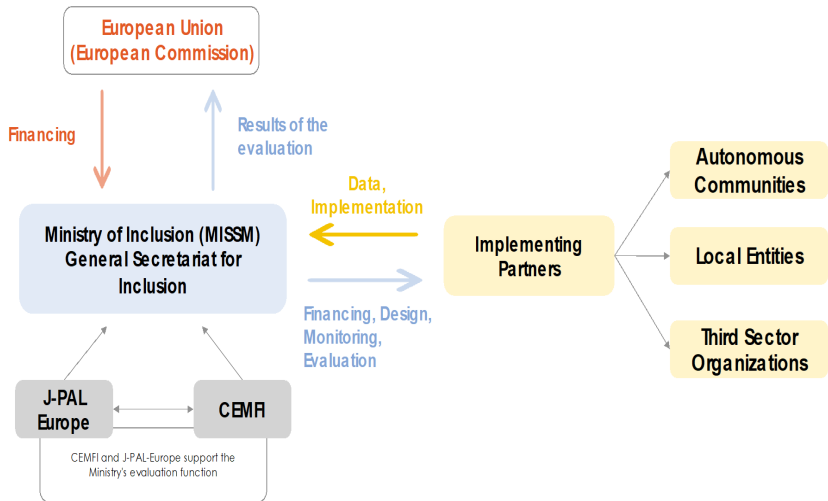 European Union
(European Commission)
Financing
Results of the
evaluation
Data,
Implementation
Autonomous
Communities
Ministry of Inclusion (MISSM)
General Secretariat for
Inclusion
Implementing
Partners
Local Entities
Financing, Design,
Monitoring,
Evaluation
Third Sector
Organizations
J-PAL
Europe
CEMFI
CEMFI and J-PAL-Europe support the
Ministry's evaluation function